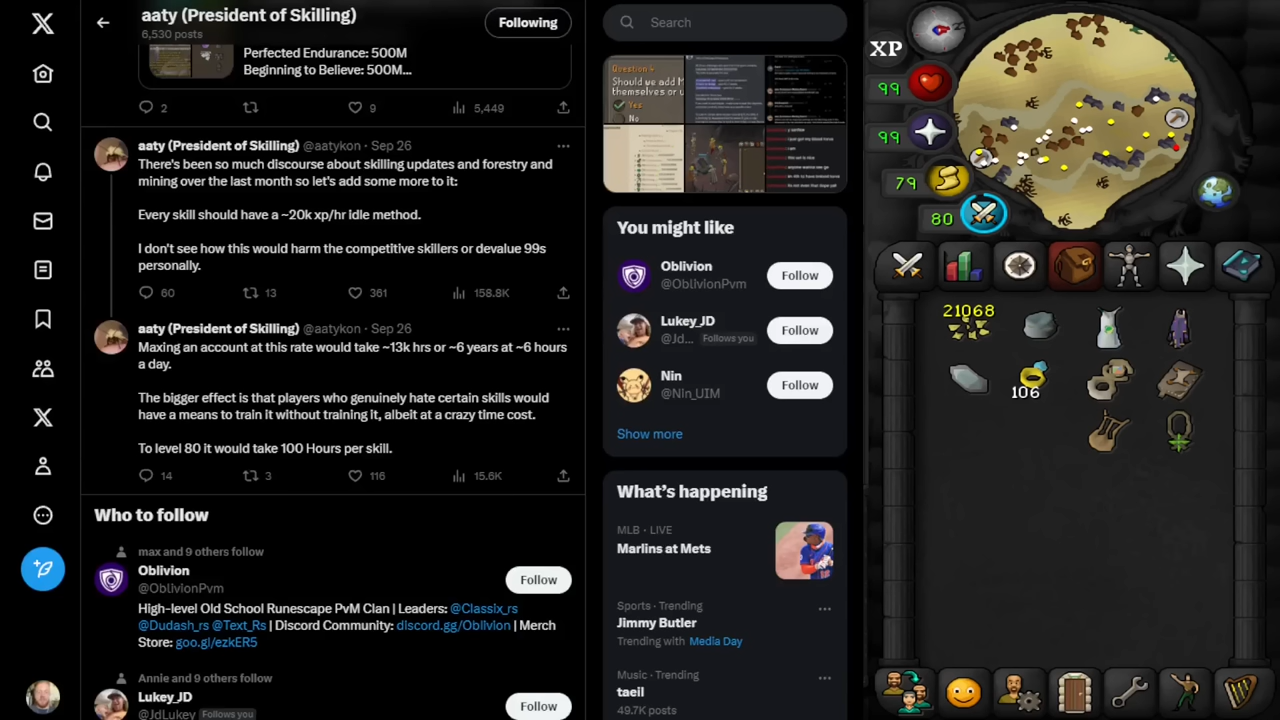 aaty (President of Skilling)
6,530 posts
Following
Perfected Endurance: 500M
Beginning to Believe: 500M...
2
9
5,449
aaty (President of Skilling) @aatykon · Sep 26
There's been so much discourse about skilling updates and forestry and
mining over the last month so let's add some more to it:
Every skill should have a ~20k xp/hr idle method.
I don't see how this would harm the competitive skillers or devalue 99s
personally.
60
13
361
158.8K
aaty (President of Skilling) @aatykon · Sep 26
Maxing an account at this rate would take ~13k hrs or ~6 years at ~6 hours
a day.
The bigger effect is that players who genuinely hate certain skills would
have a means to train it without training it, albeit at a crazy time cost.
To level 80 it would take 100 Hours per skill.
14
3
116
15.6K
Who to follow
max and 9 others follow
Oblivion
@OblivionPvm
Follow
High-level Old School Runescape PvM Clan | Leaders: @Classix_rs
@Dudash_rs @Text_Rs | Discord Community: discord.gg/Oblivion | Merch
Store: goo.gl/ezkER5
Annie and 9 others follow
Lukey_JD
@JdLukey Follows you
Follow
Search
Question 4
Should we add M
themselves or u
Yes
No
You might like
Oblivion
@OblivionPvm
Follow
Lukey_JD
@Jd... Follows you
Follow
Nin
@NIn_UIM
Follow
Show more
What's happening
MLB · LIVE
Marlins at Mets
Sports · Trending
Jimmy Butler
Trending with Media Day
Music · Trending
taeil
49.7K posts
XP
99
99
79
80
21068
106